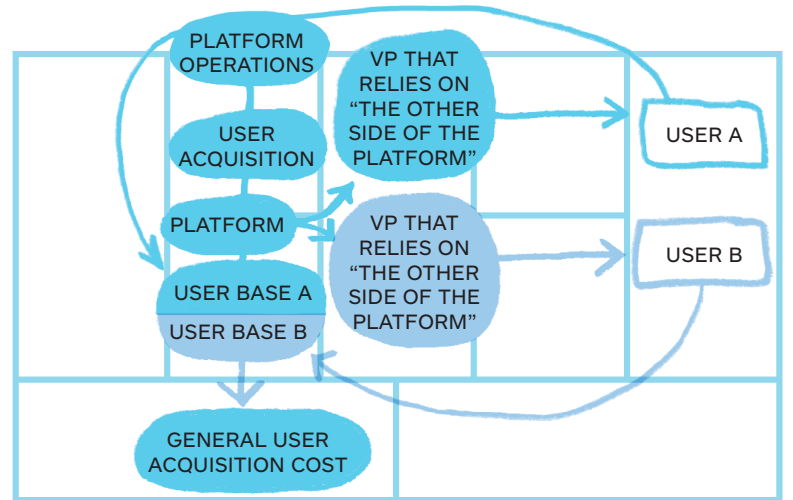 PLATFORM
OPERATIONS
USER
ACQUISITION
PLATFORM
USER BASE A
USER BASE B
GENERAL USER
ACQUISITION COST
VP THAT
RELIES ON
“THE OTHER
SIDE OF THE
PLATFORM”
VP THAT
RELIES ON
“THE OTHER
SIDE OF THE
PLATFORM”
USER A
USER B